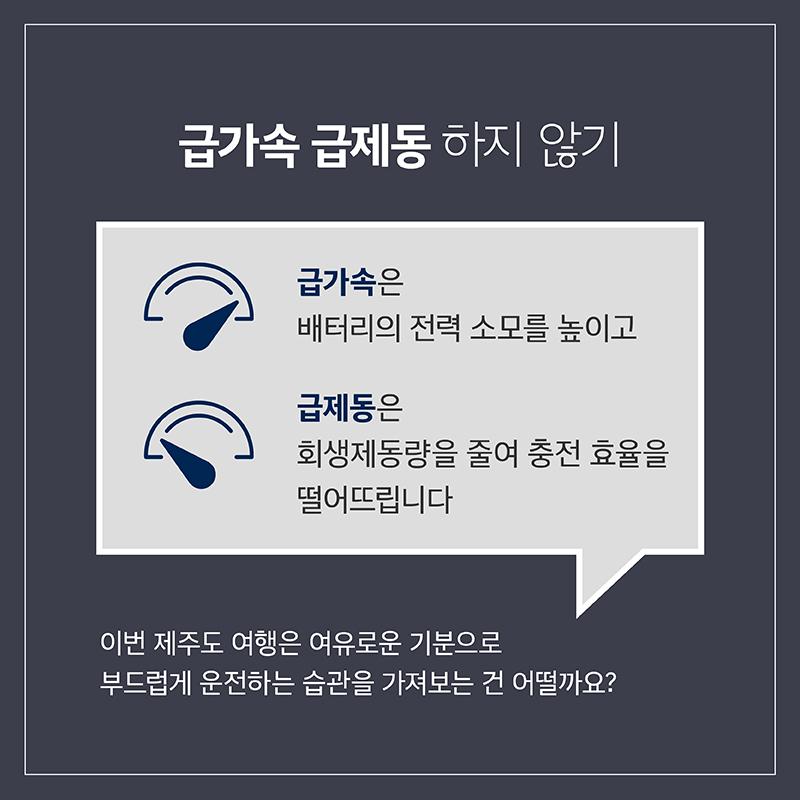 급가속 급제동 하지 않기
급가속은
배터리의 전력 소모를 높이고
급제동은
회생제동량을 줄여 충전 효율을
떨어뜨립니다
이번 제주도 여행은 여유로운 기분으로
부드럽게 운전하는 습관을 가져보는 건 어떨까요?